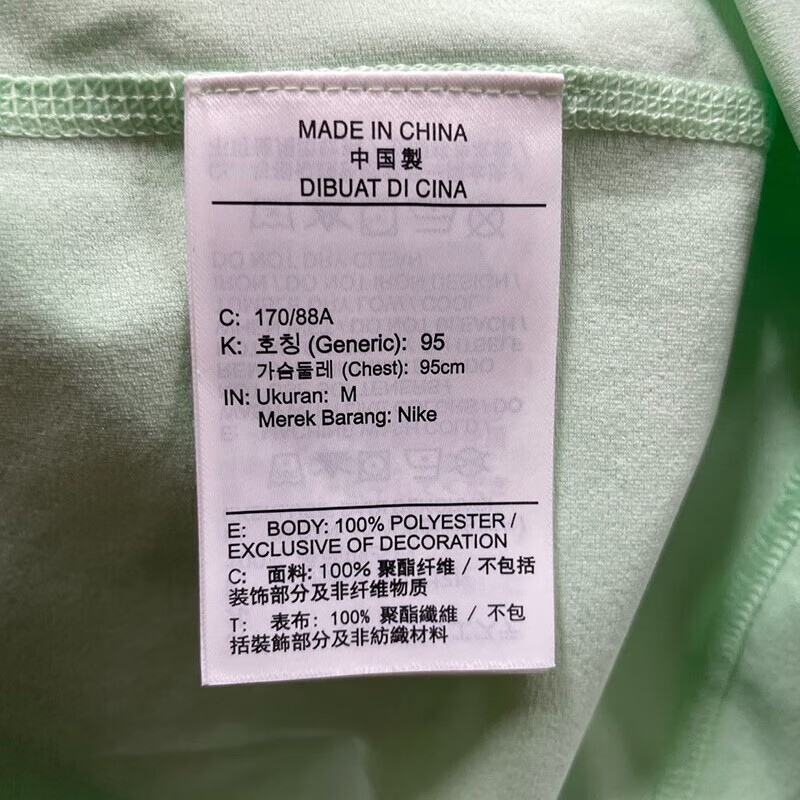 MADE IN CHINA
中国製
DIBUAT DI CINA
C: 170/88A
K: 호칭 (Generic): 95
가슴둘레 (Chest): 95cm
IN: Ukuran: M
Merek Barang: Nike
E: BODY: 100% POLYESTER /
EXCLUSIVE OF DECORATION
C: 面料: 100% 聚酯纤维 / 不包括
装饰部分及非纤维物质
T: 表布: 100% 聚酯纖維 / 不包
括裝飾部分及非紡織材料